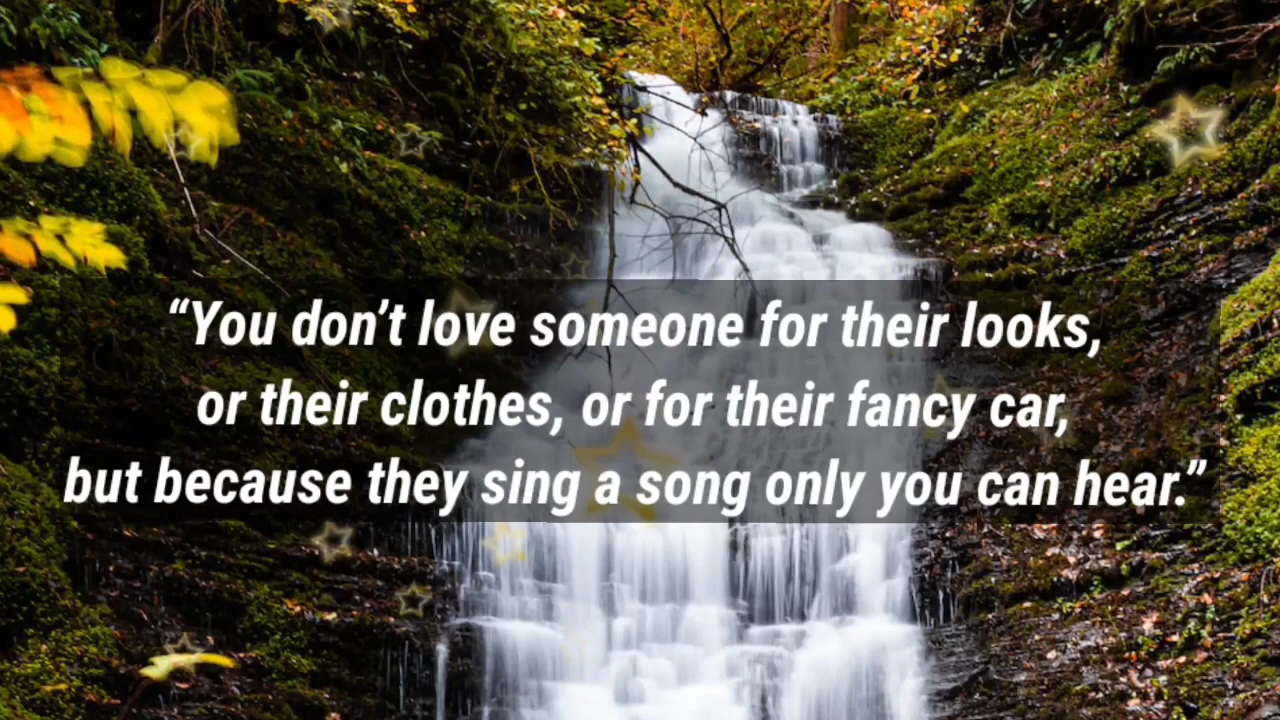 “You don’t love someone for their looks,
or their clothes, or for their fancy car,
but because they sing a song only you can hear.”